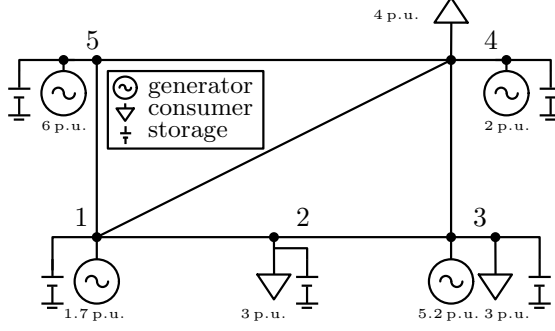 4 p.u.
5
4
generator
consumer
storage
6 p.u.
2 p.u.
1
2
3
1.7 p.u.
3 p.u.
5.2 p.u.
3 p.u.